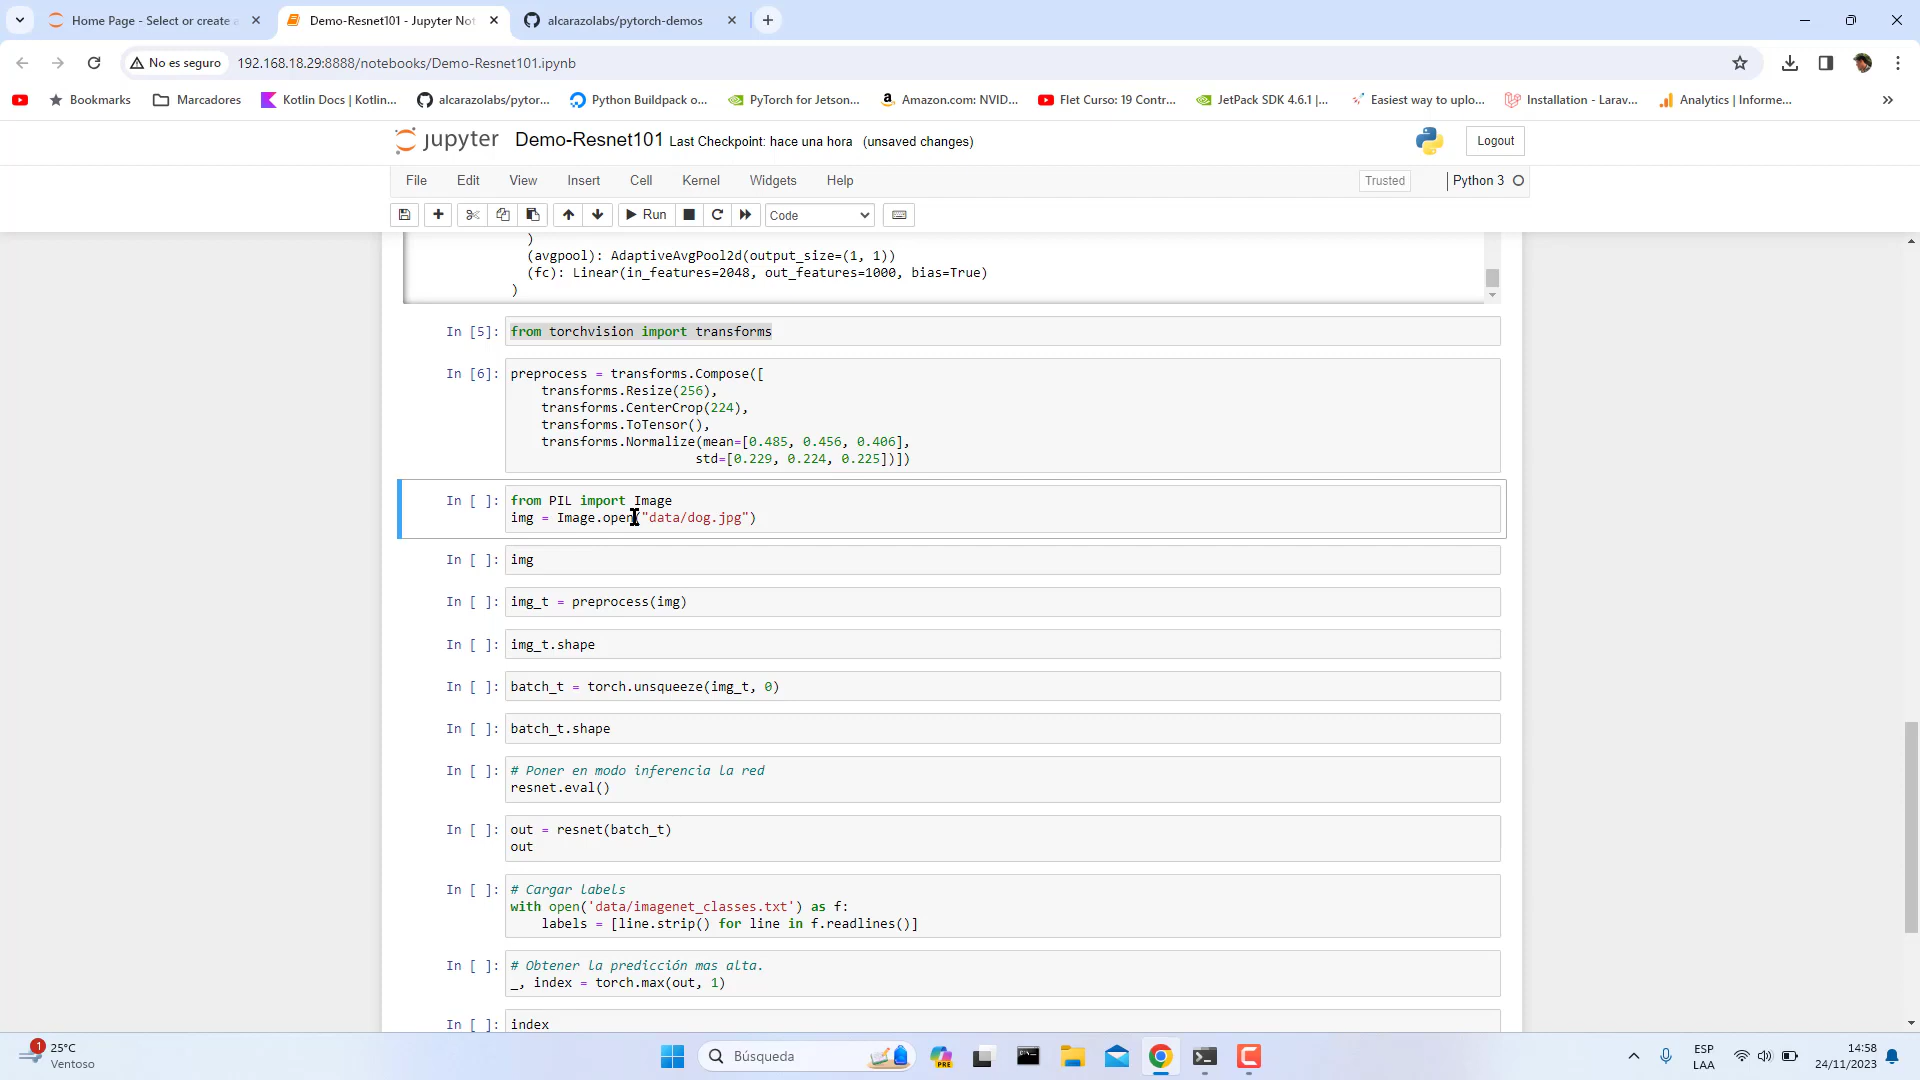 Home Page - Select or create a
Demo-Resnet101 - Jupyter Not
alcarazolabs/pytorch-demos
No es seguro
192.168.18.29:8888/notebooks/Demo-Resnet101.ipynb
Bookmarks
Marcadores
Kotlin Docs | Kotlin...
alcarazolabs/pytor...
Python Buildpack o...
PyTorch for Jetson...
Amazon.com: NVID...
Flet Curso: 19 Contr...
JetPack SDK 4.6.1 |...
Easiest way to uplo...
Installation - Larav...
Analytics | Informe...
jupyter
Demo-Resnet101 Last Checkpoint: hace una hora (unsaved changes)
Logout
File Edit View Insert Cell Kernel Widgets Help
Trusted
Python 3
Run
Code
)
(avgpool): AdaptiveAvgPool2d(output_size=(1, 1))
(fc): Linear(in_features=2048, out_features=1000, bias=True)
)
In [5]: from torchvision import transforms
In [6]: preprocess = transforms.Compose([
transforms.Resize(256),
transforms.CenterCrop(224),
transforms.ToTensor(),
transforms.Normalize(mean=[0.485, 0.456, 0.406],
std=[0.229, 0.224, 0.225])])
In [ ]: from PIL import Image
img = Image.open("data/dog.jpg")
In [ ]: img
In [ ]: img_t = preprocess(img)
In [ ]: img_t.shape
In [ ]: batch_t = torch.unsqueeze(img_t, 0)
In [ ]: batch_t.shape
In [ ]: # Poner en modo inferencia la red
resnet.eval()
In [ ]: out = resnet(batch_t)
out
In [ ]: # Cargar labels
with open('data/imagenet_classes.txt') as f:
labels = [line.strip() for line in f.readlines()]
In [ ]: # Obtener la predicción mas alta.
_, index = torch.max(out, 1)
In [ ]: index
1
25°C
Ventoso
Búsqueda
PRE
ESP
LAA
14:58
24/11/2023